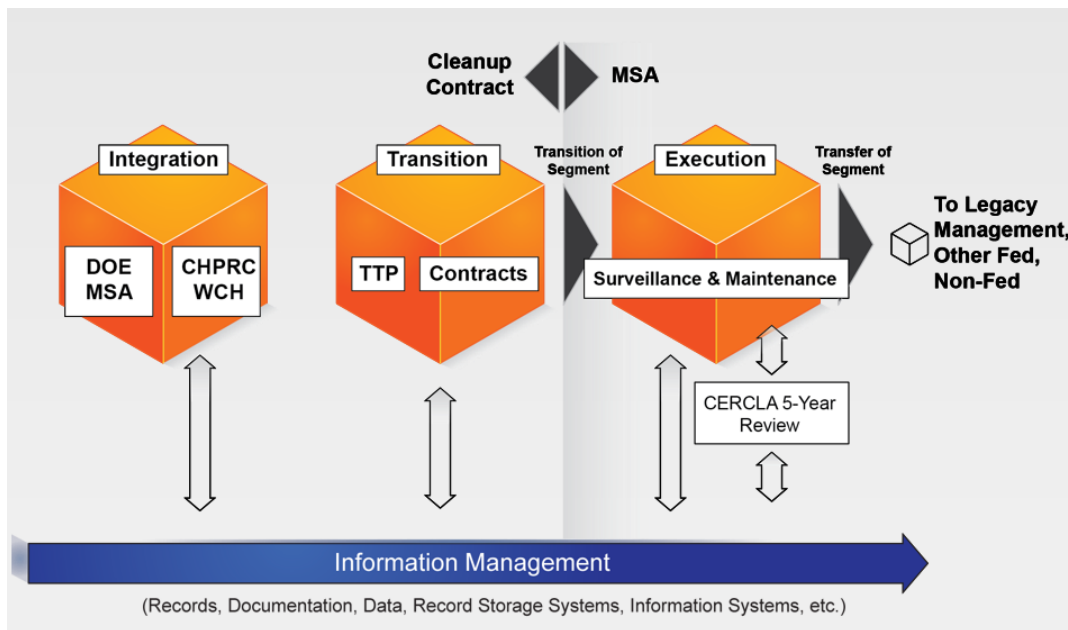 Cleanup
Contract
MSA
Integration
Transition
Transition of
Segment
Execution
Transfer of
Segment
DOE
MSA
CHPRC
WCH
TTP
Contracts
Surveillance & Maintenance
To Legacy
Management,
Other Fed,
Non-Fed
CERCLA 5-Year
Review
Information Management
(Records, Documentation, Data, Record Storage Systems, Information Systems, etc.)